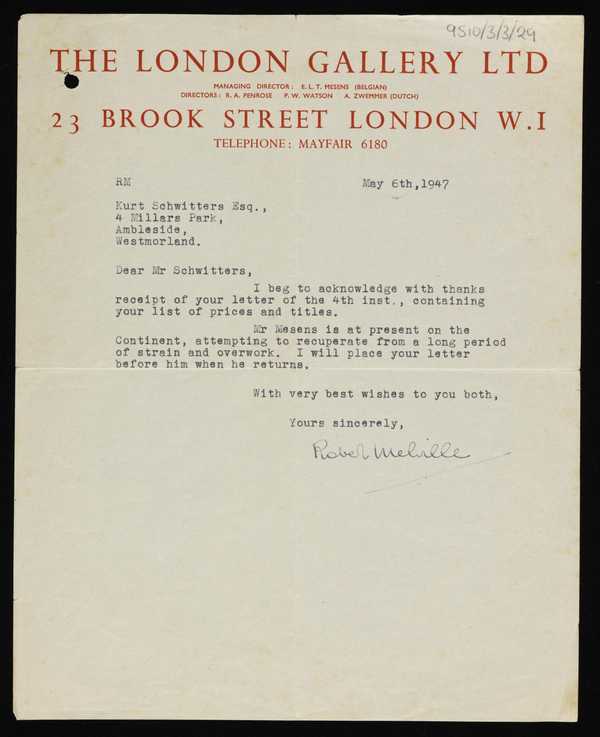 9510/3/3/29
THE LONDON GALLERY LTD
MANAGING DIRECTOR: E. L. T. MESENS (BELGIAN)
DIRECTORS: R. A. PENROSE P. W. WATSON A. ZWEMMER (DUTCH)
23 BROOK STREET LONDON W.1
TELEPHONE: MAYFAIR 6180
RM May 6th,1947
Kurt Schwitters Esq.,
4 Millars Park,
Ambleside,
Westmorland.
Dear Mr Schwitters,
I beg to acknowledge with thanks
receipt of your letter of the 4th inst., containing
your list of prices and titles.
Mr Mesens is at present on the
Continent, attempting to recuperate from a long period
of strain and overwork. I will place your letter
before him when he returns.
With very best wishes to you both,
Yours sincerely,
Robert Melville